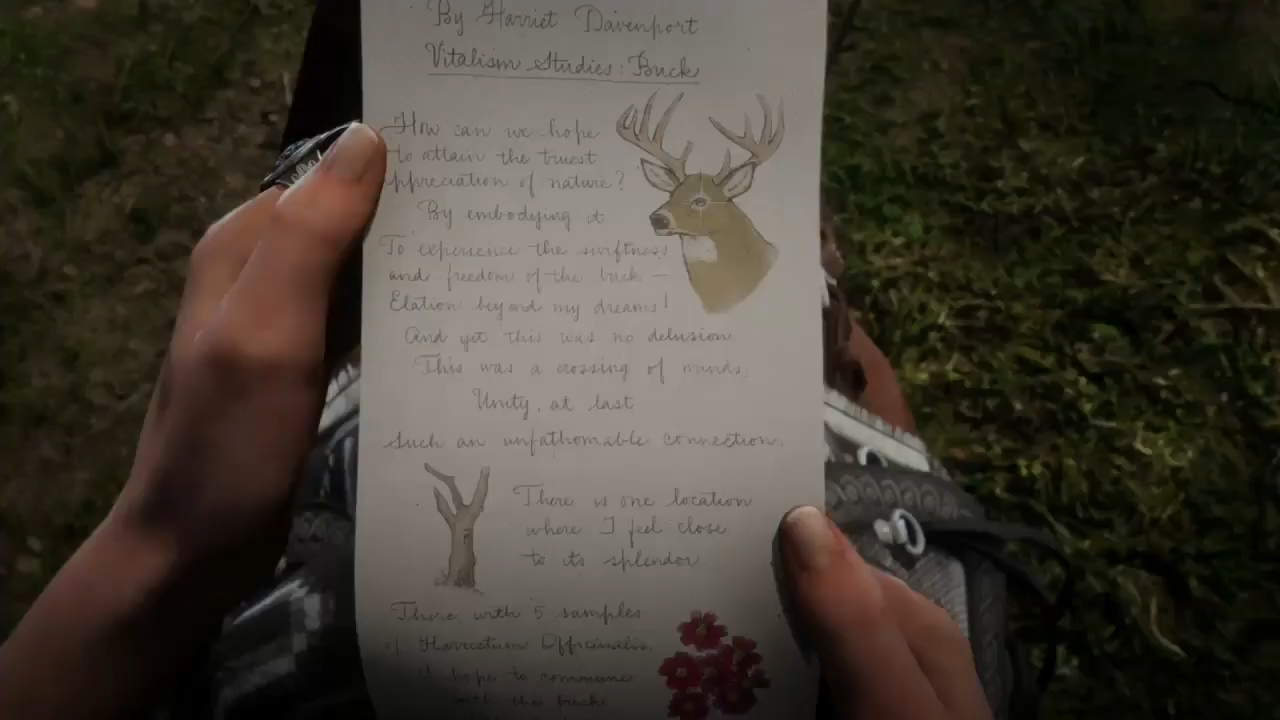 By Harriet Davenport
Vitalism Studies: Buck
How can we hope
to attain the truest
appreciation of nature?
By embodying it
To experience the swiftness
and freedom of the buck —
Elation beyond my dreams!
And yet this was no delusion
This was a crossing of minds.
Unity, at last
Such an unfathomable connection.
There is one location
where I feel close
to its splendor.
There, with 5 samples
of Harrietum Officinalis,
I hope to commune
with the buck